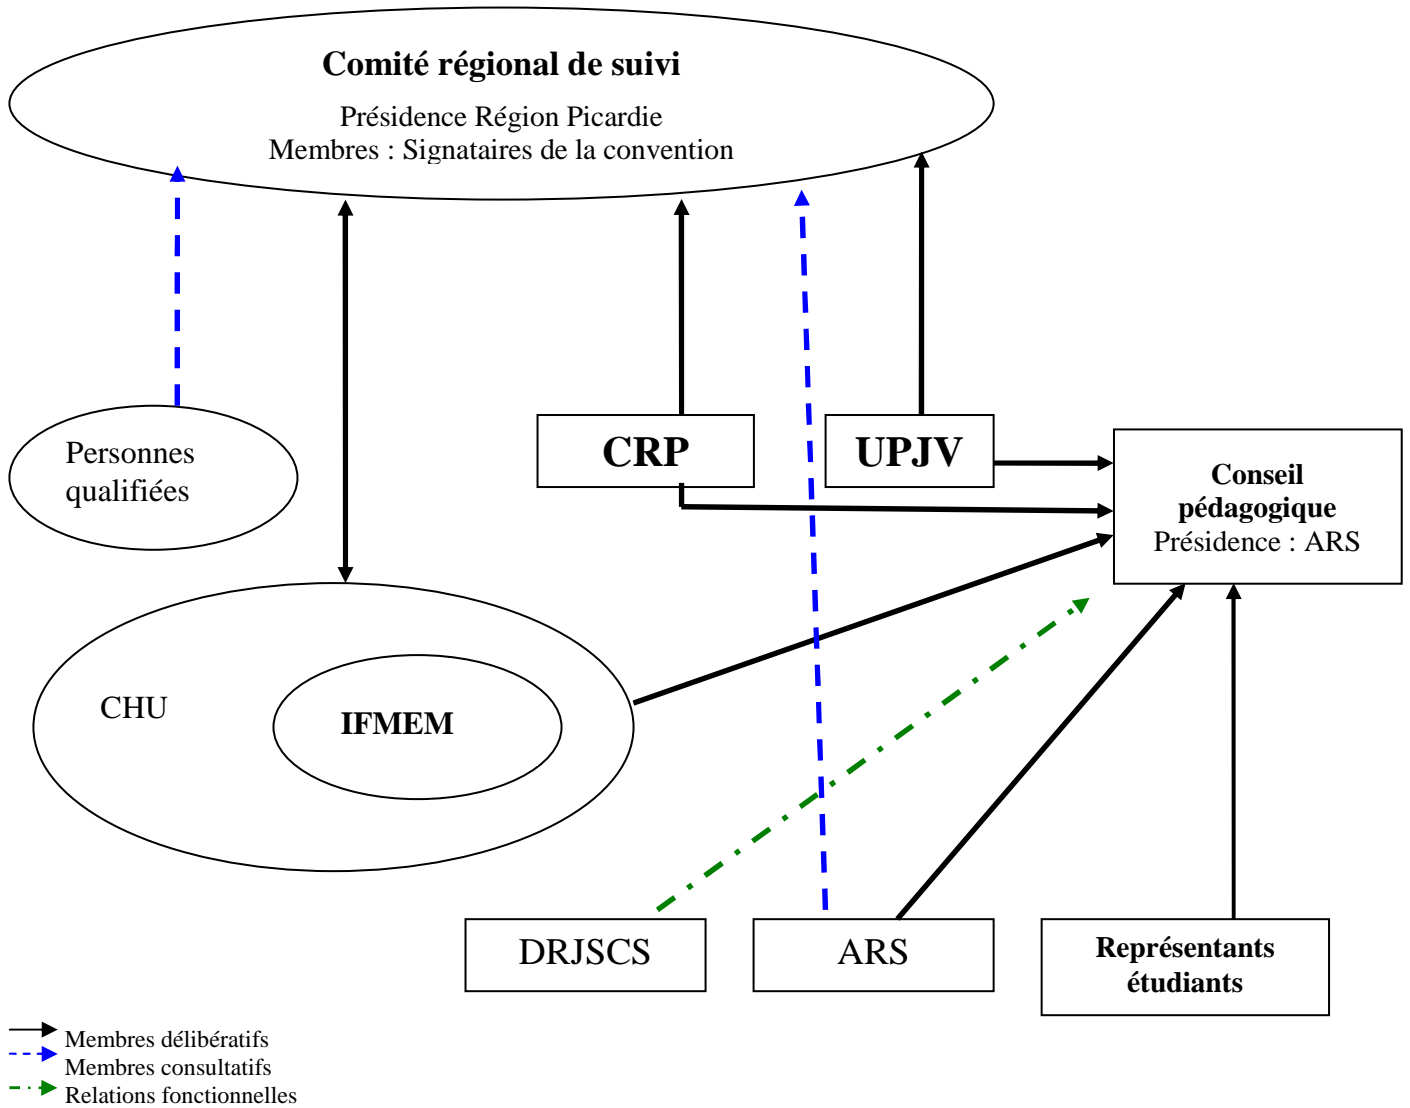 Comité régional de suivi
Présidence Région Picardie
Membres : Signataires de la convention
Personnes
qualifiées
CRP
UPJV
Conseil
pédagogique
Présidence : ARS
CHU
IFMEM
DRJSCS
ARS
Représentants
étudiants
Membres délibératifs
Membres consultatifs
Relations fonctionnelles